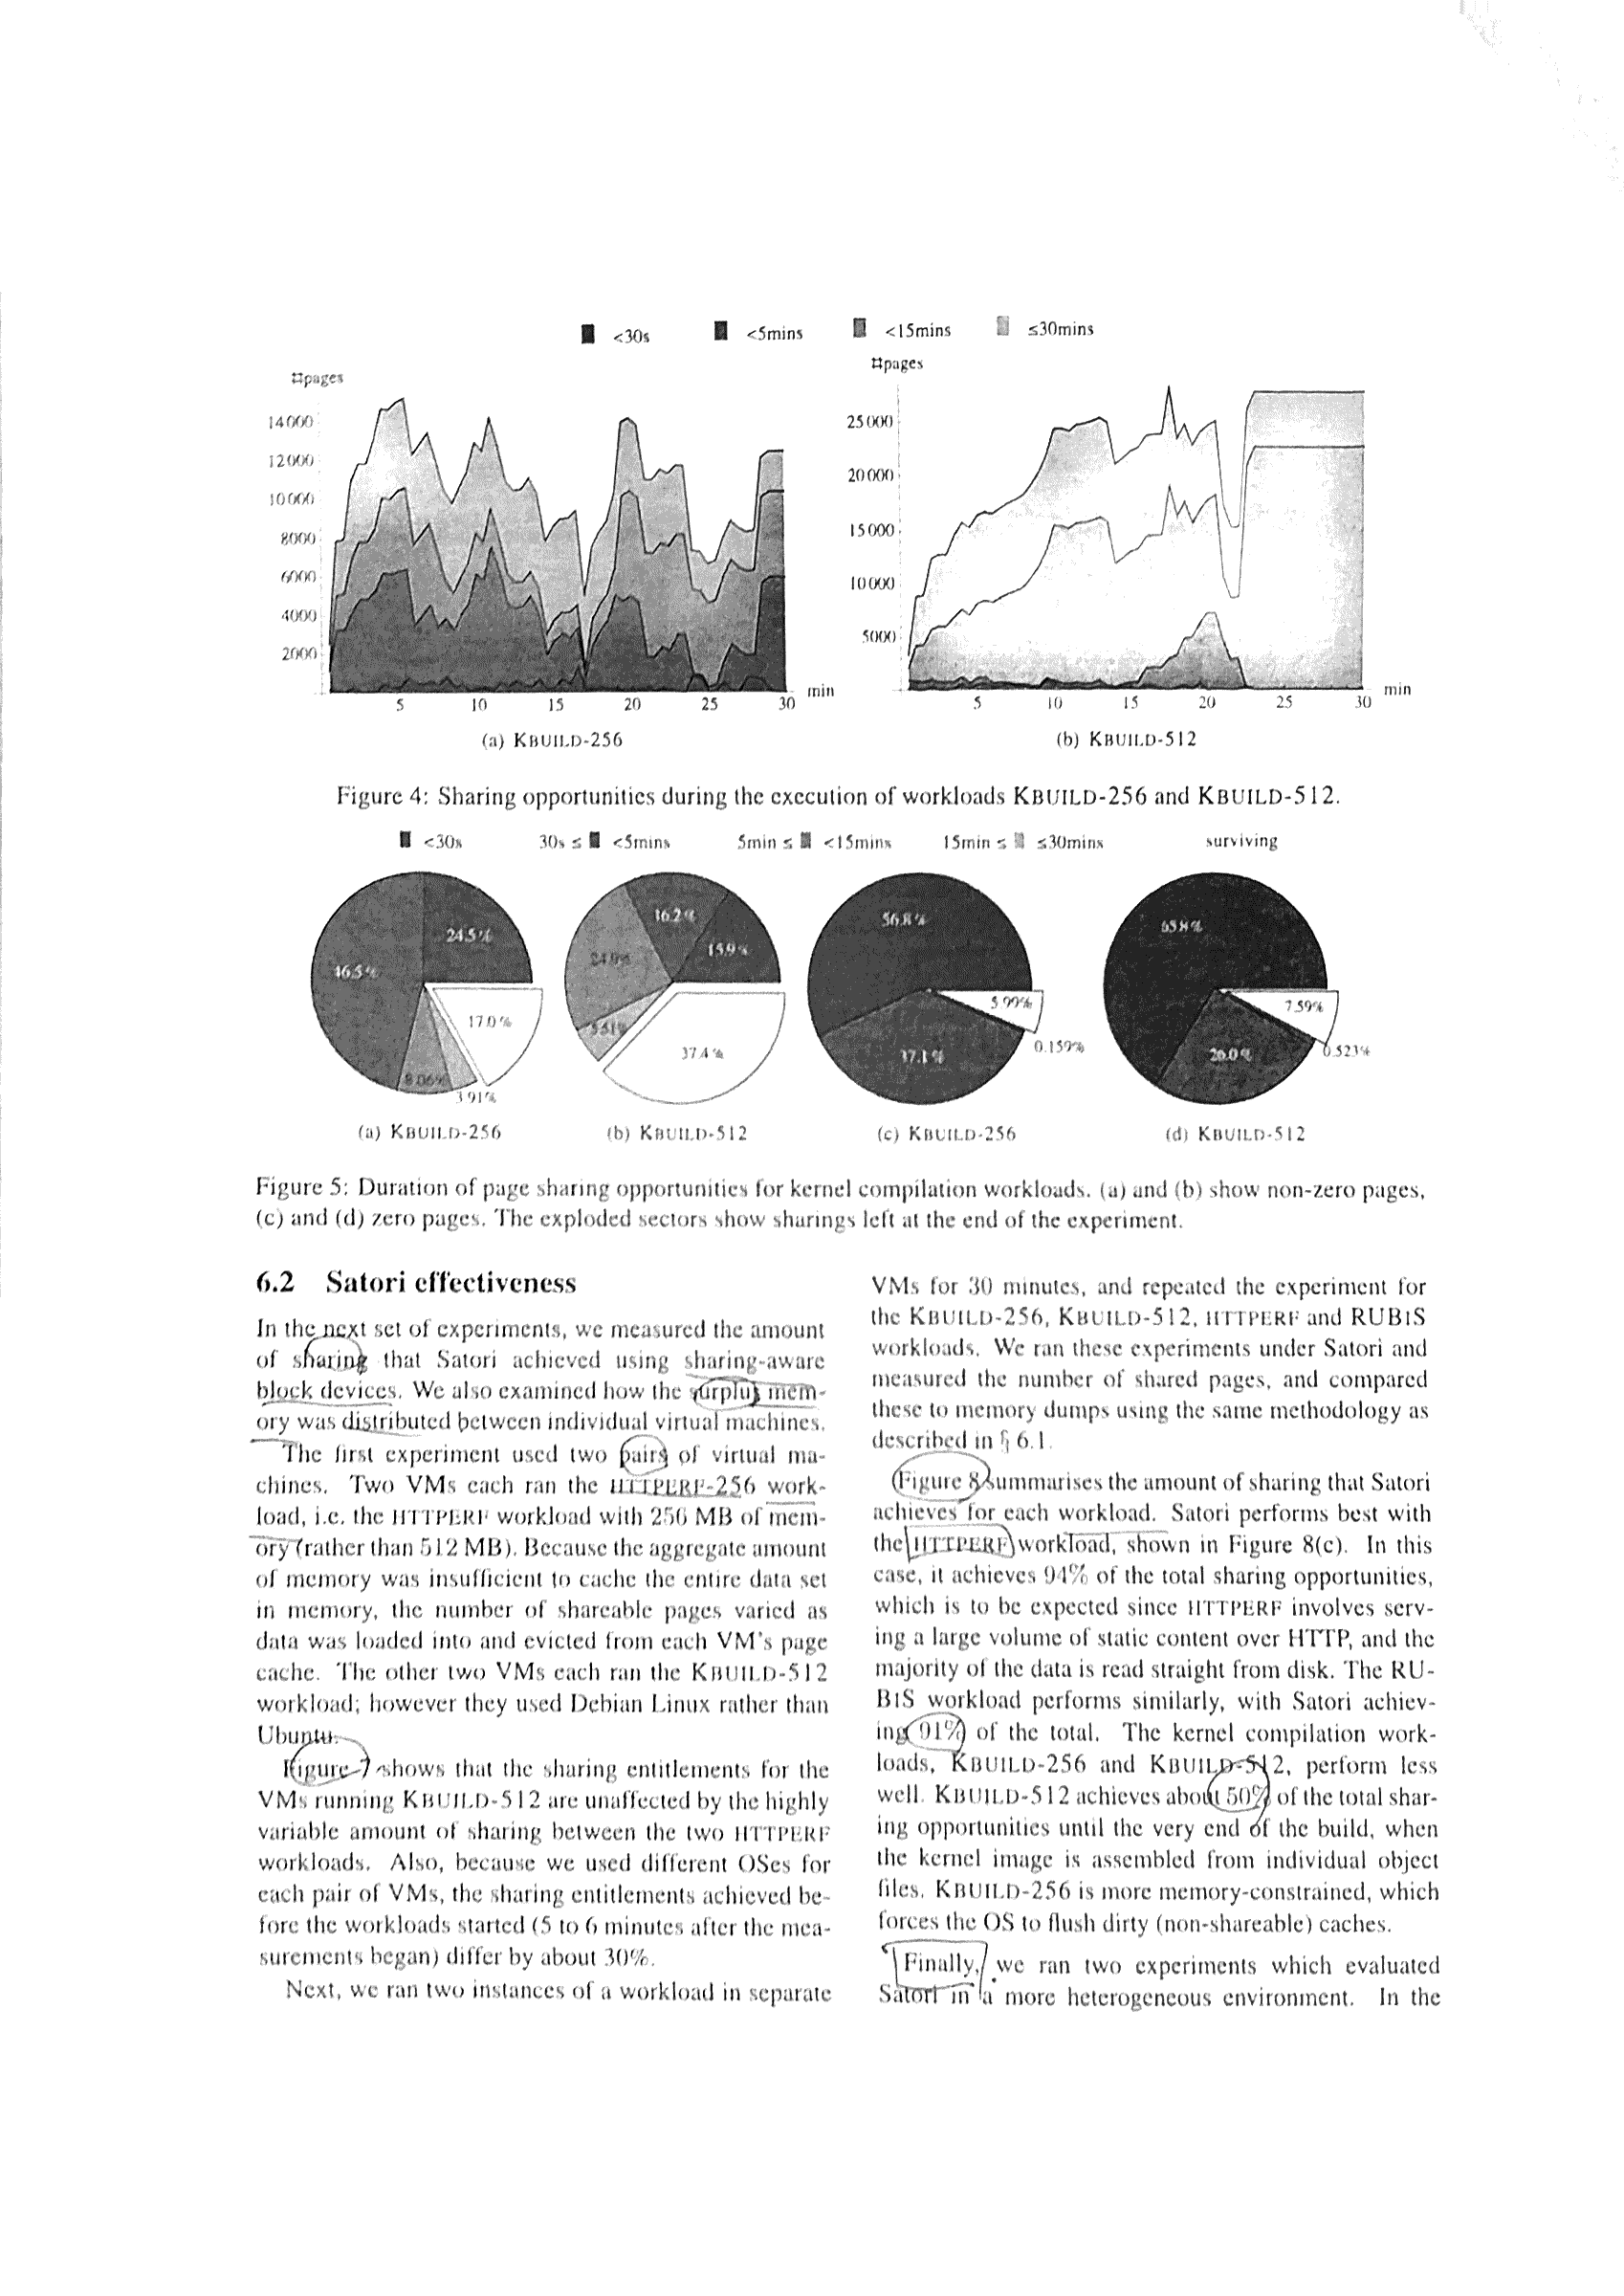 <30s <5mins <15mins ≤30mins
#pages
14000
12000
10000
8000
6000
4000
2000
5 10 15 20 25 30 min
(a) KBUILD-256
#pages
25000
20000
15000
10000
5000
5 10 15 20 25 30 min
(b) KBUILD-512
Figure 4: Sharing opportunities during the execution of workloads KBUILD-256 and KBUILD-512.
<30s 30s ≤ <5mins 5min ≤ <15mins 15min ≤ ≤30mins surviving
24.5%
46.5%
17.0%
8.06%
3.91%
(a) KBUILD-256
16.2%
15.9%
24.9%
5.51%
37.4%
(b) KBUILD-512
56.8%
5.99%
0.159%
37.1%
(c) KBUILD-256
65.8%
7.59%
0.523%
26.0%
(d) KBUILD-512
Figure 5: Duration of page sharing opportunities for kernel compilation workloads. (a) and (b) show non-zero pages,
(c) and (d) zero pages. The exploded sectors show sharings left at the end of the experiment.
6.2 Satori effectiveness
In the next set of experiments, we measured the amount
of sharing that Satori achieved using sharing-aware
block devices. We also examined how the surplus mem-
ory was distributed between individual virtual machines.
The first experiment used two pairs of virtual ma-
chines. Two VMs each ran the HTTPERF-256 work-
load, i.e. the HTTPERF workload with 256 MB of mem-
ory (rather than 512 MB). Because the aggregate amount
of memory was insufficient to cache the entire data set
in memory, the number of shareable pages varied as
data was loaded into and evicted from each VM's page
cache. The other two VMs each ran the KBUILD-512
workload; however they used Debian Linux rather than
Ubuntu.
Figure 7 shows that the sharing entitlements for the
VMs running KBUILD-512 are unaffected by the highly
variable amount of sharing between the two HTTPERF
workloads. Also, because we used different OSes for
each pair of VMs, the sharing entitlements achieved be-
fore the workloads started (5 to 6 minutes after the mea-
surements began) differ by about 30%.
Next, we ran two instances of a workload in separate
VMs for 30 minutes, and repeated the experiment for
the KBUILD-256, KBUILD-512, HTTPERF and RUBiS
workloads. We ran these experiments under Satori and
measured the number of shared pages, and compared
these to memory dumps using the same methodology as
described in § 6.1.
Figure 8 summarises the amount of sharing that Satori
achieves for each workload. Satori performs best with
the HTTPERF workload, shown in Figure 8(c). In this
case, it achieves 94% of the total sharing opportunities,
which is to be expected since HTTPERF involves serv-
ing a large volume of static content over HTTP, and the
majority of the data is read straight from disk. The RU-
BiS workload performs similarly, with Satori achiev-
ing 91% of the total. The kernel compilation work-
loads, KBUILD-256 and KBUILD-512, perform less
well. KBUILD-512 achieves about 50% of the total shar-
ing opportunities until the very end of the build, when
the kernel image is assembled from individual object
files. KBUILD-256 is more memory-constrained, which
forces the OS to flush dirty (non-shareable) caches.
Finally, we ran two experiments which evaluated
Satori in a more heterogeneous environment. In the